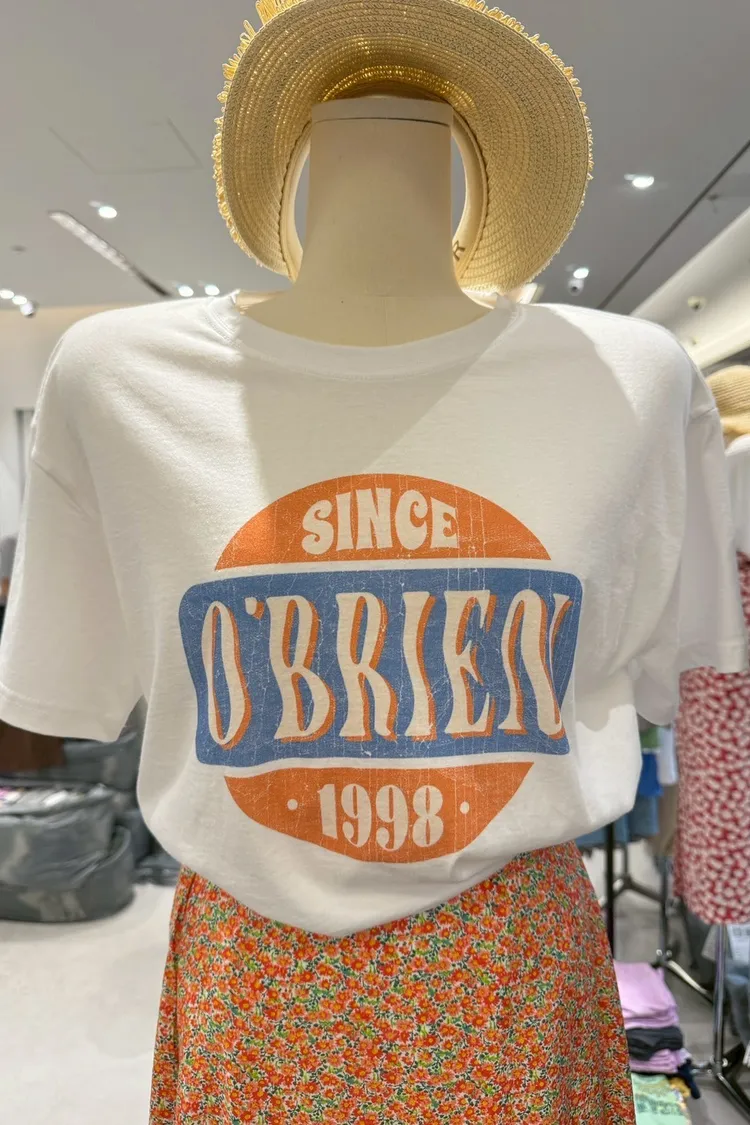 SINCE
O'BRIEN
• 1998 •